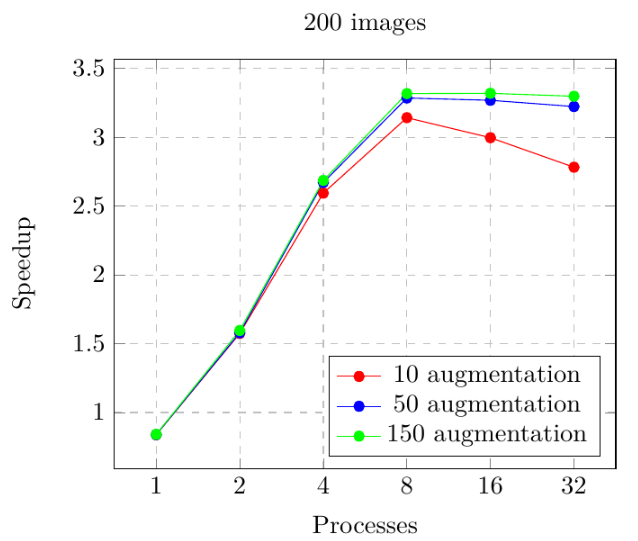 200 images
3.5
3
2.5
2
1.5
1
Speedup
10 augmentation
50 augmentation
150 augmentation
1 2 4 8 16 32
Processes